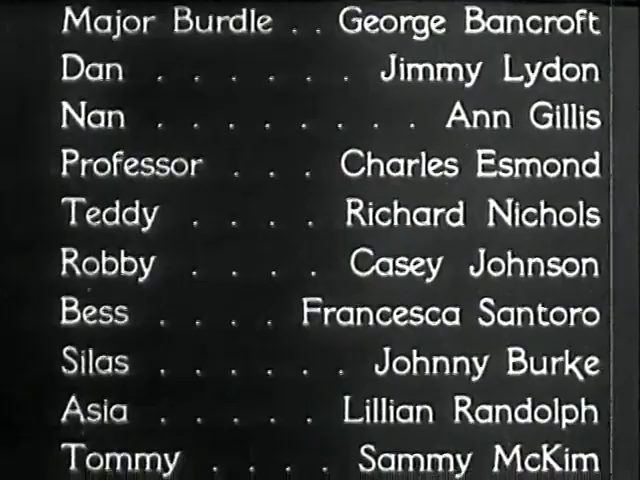 Major Burdle . . George Bancroft
Dan . . . . . . Jimmy Lydon
Nan . . . . . . . . Ann Gillis
Professor . . . Charles Esmond
Teddy . . . . Richard Nichols
Robby . . . . Casey Johnson
Bess . . . . Francesca Santoro
Silas . . . . . . Johnny Burke
Asia . . . . . Lillian Randolph
Tommy . . . . Sammy McKim